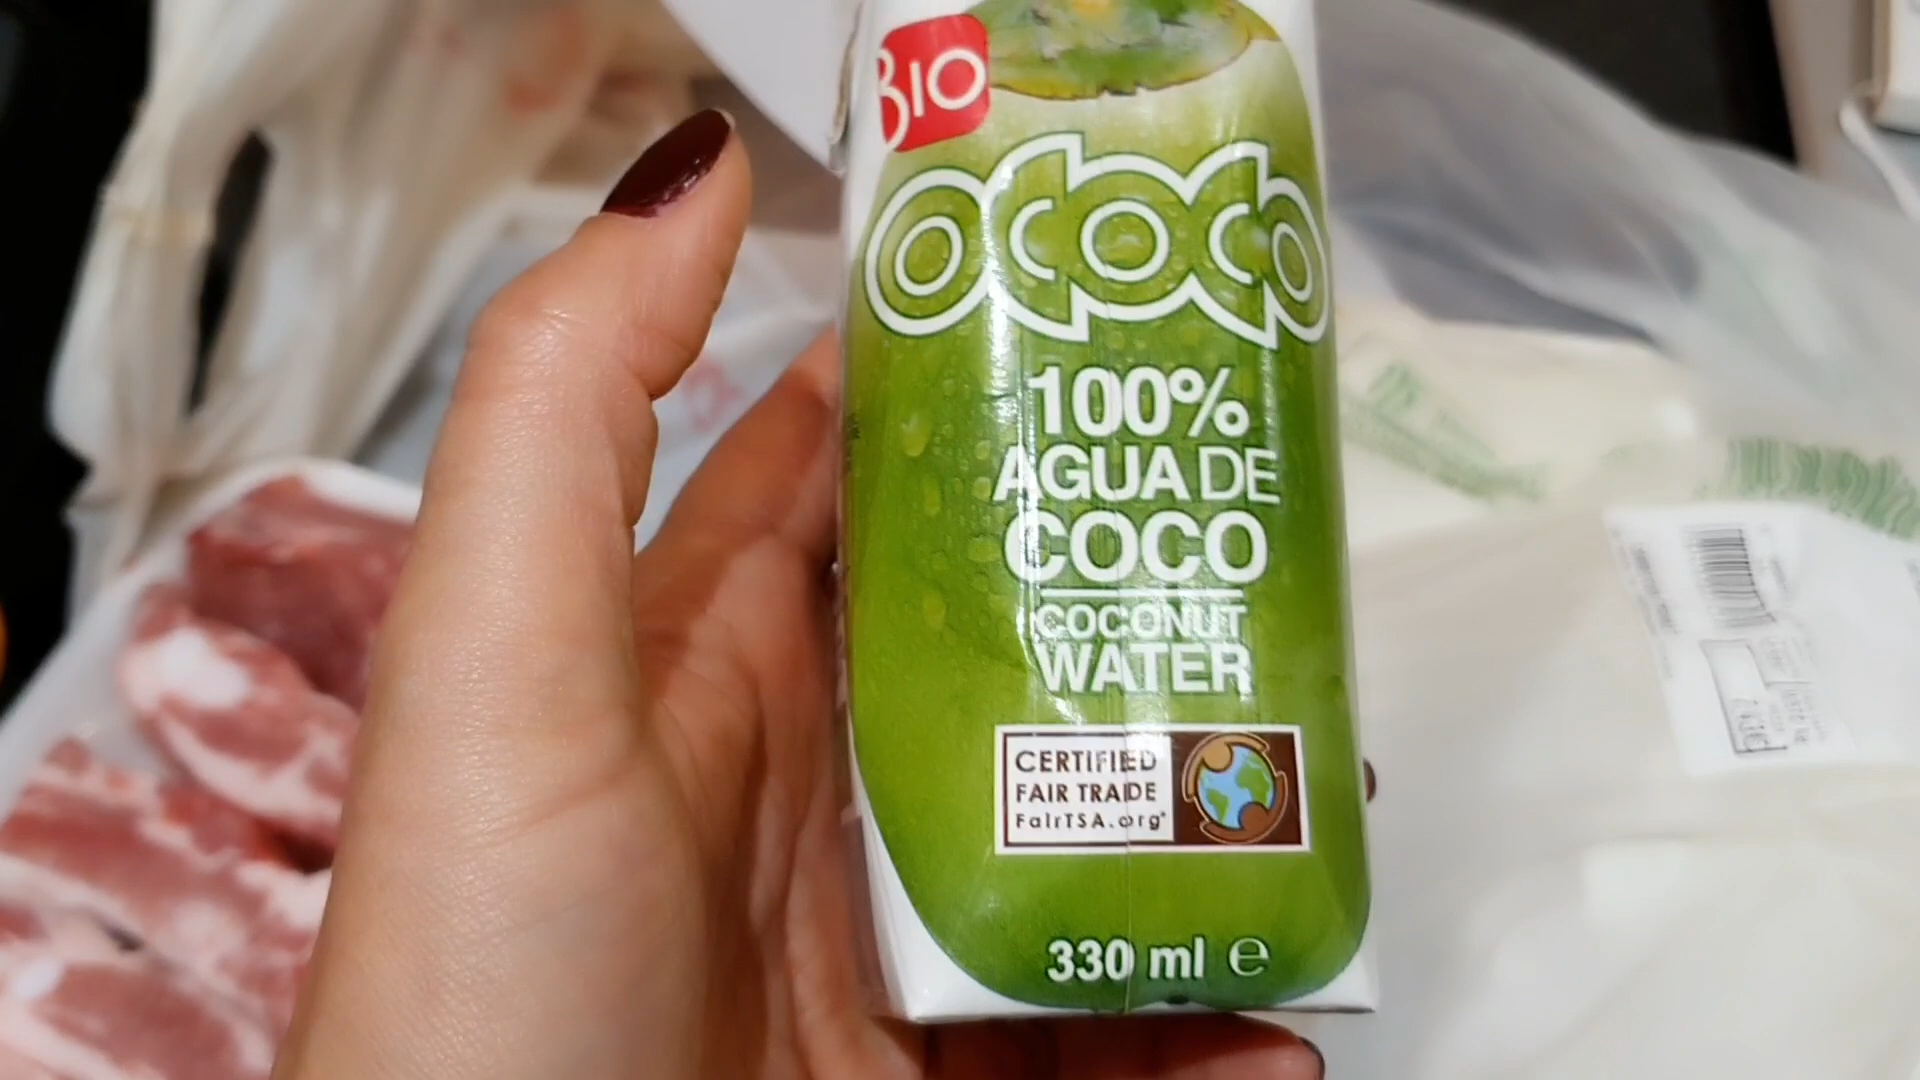 BIO
OCOCO
100%
AGUA DE
COCO
COCONUT
WATER
CERTIFIED
FAIR TRADE
FairTSA.org®
330 ml ℮